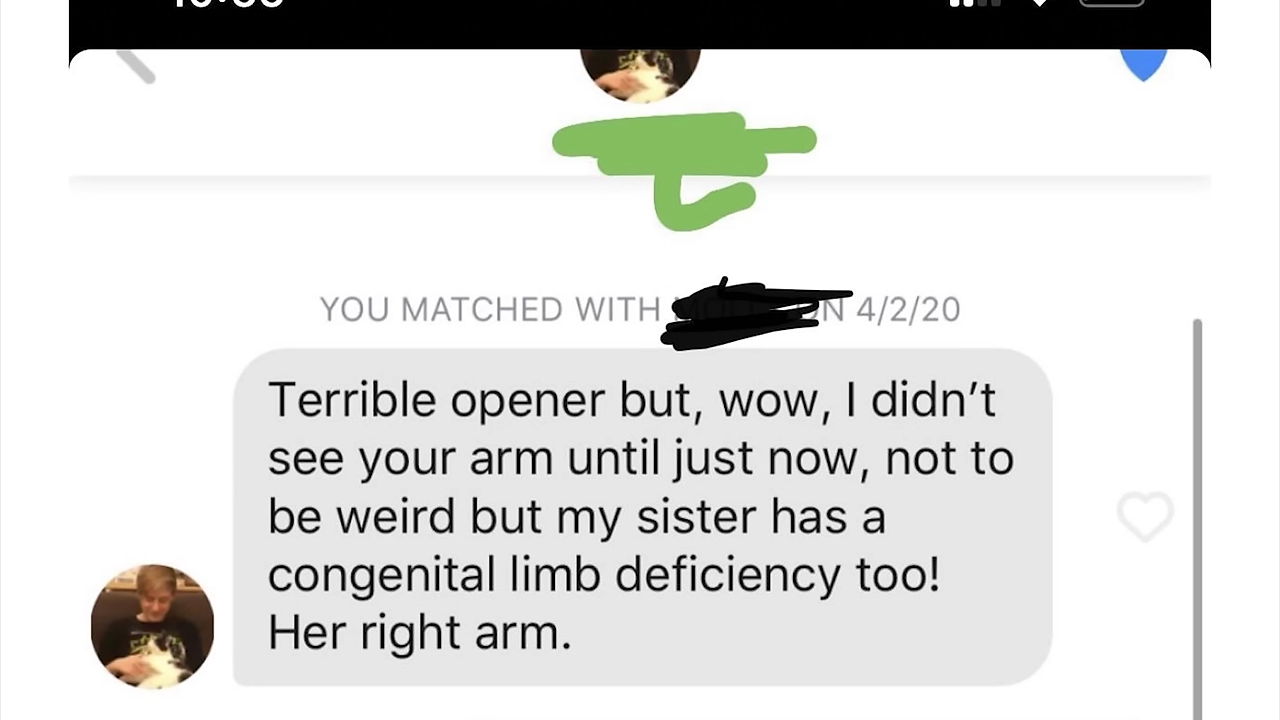 YOU MATCHED WITH ON 4/2/20
Terrible opener but, wow, I didn't
see your arm until just now, not to
be weird but my sister has a
congenital limb deficiency too!
Her right arm.